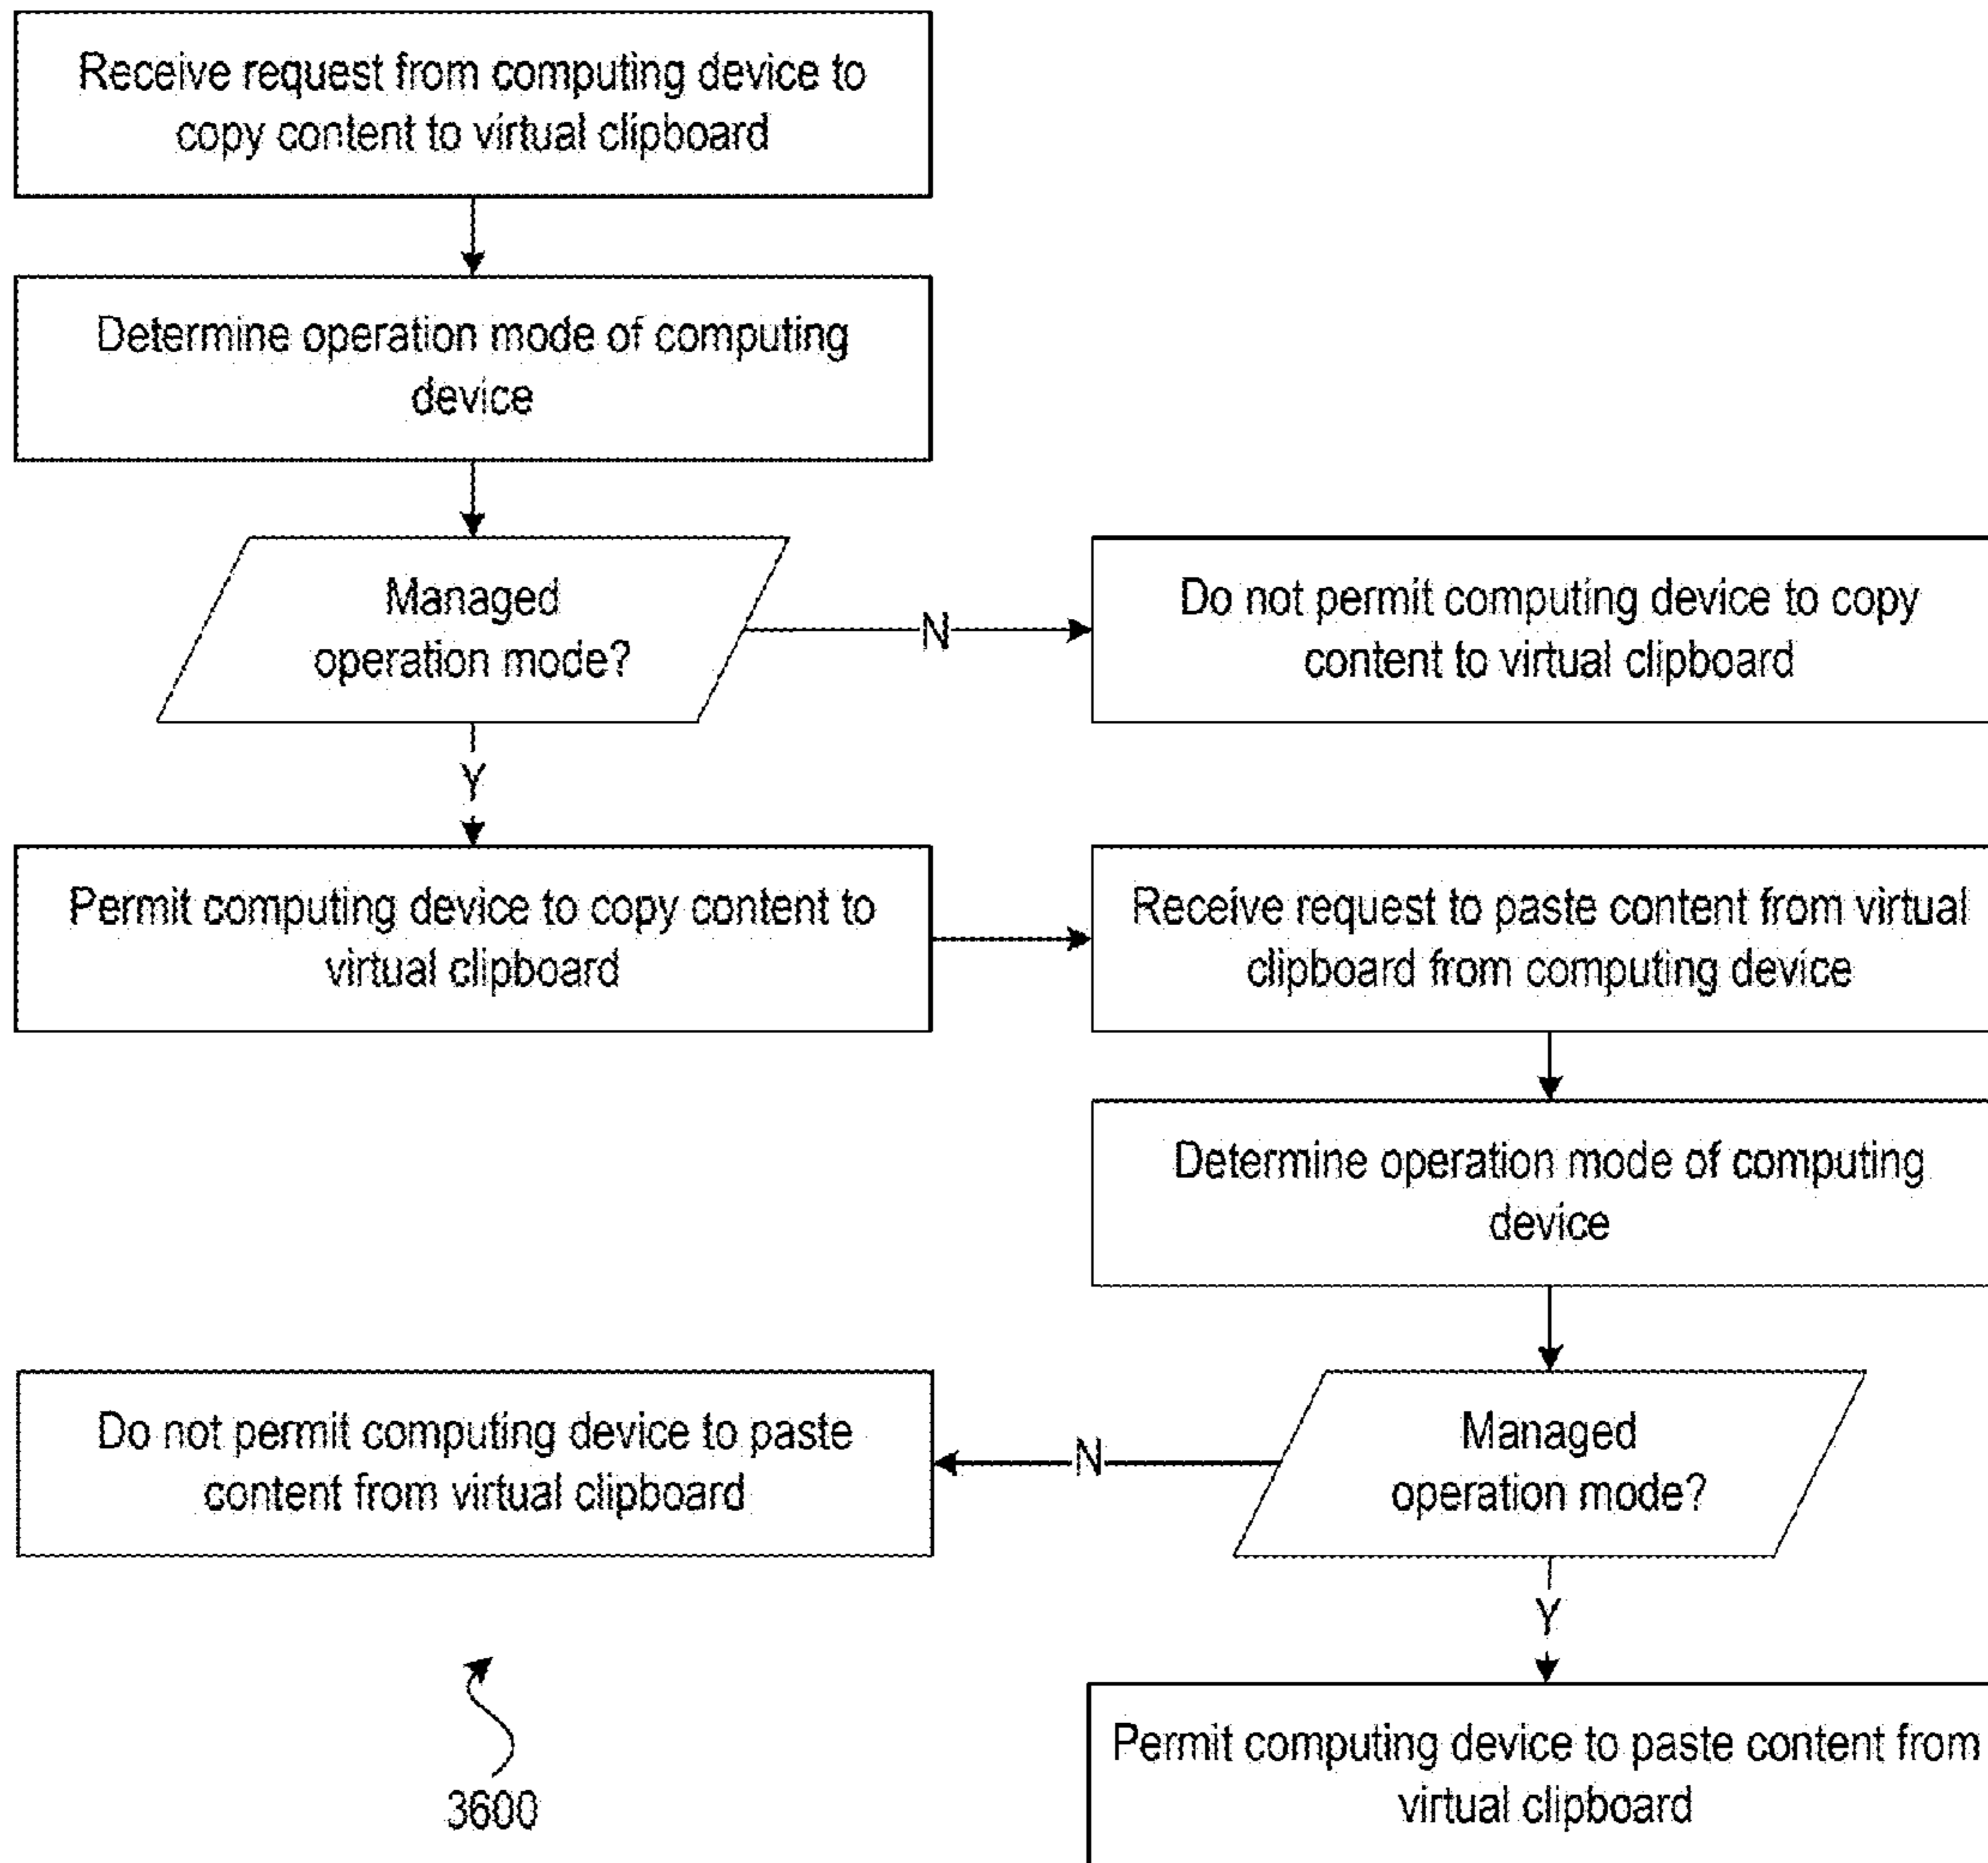 Receive request from computing device to
copy content to virtual clipboard
Determine operation mode of computing
device
Managed
operation mode?
N
Do not permit computing device to copy
content to virtual clipboard
Y
Permit computing device to copy content to
virtual clipboard
Receive request to paste content from virtual
clipboard from computing device
Determine operation mode of computing
device
Managed
operation mode?
N
Do not permit computing device to paste
content from virtual clipboard
Y
Permit computing device to paste content from
virtual clipboard
3600